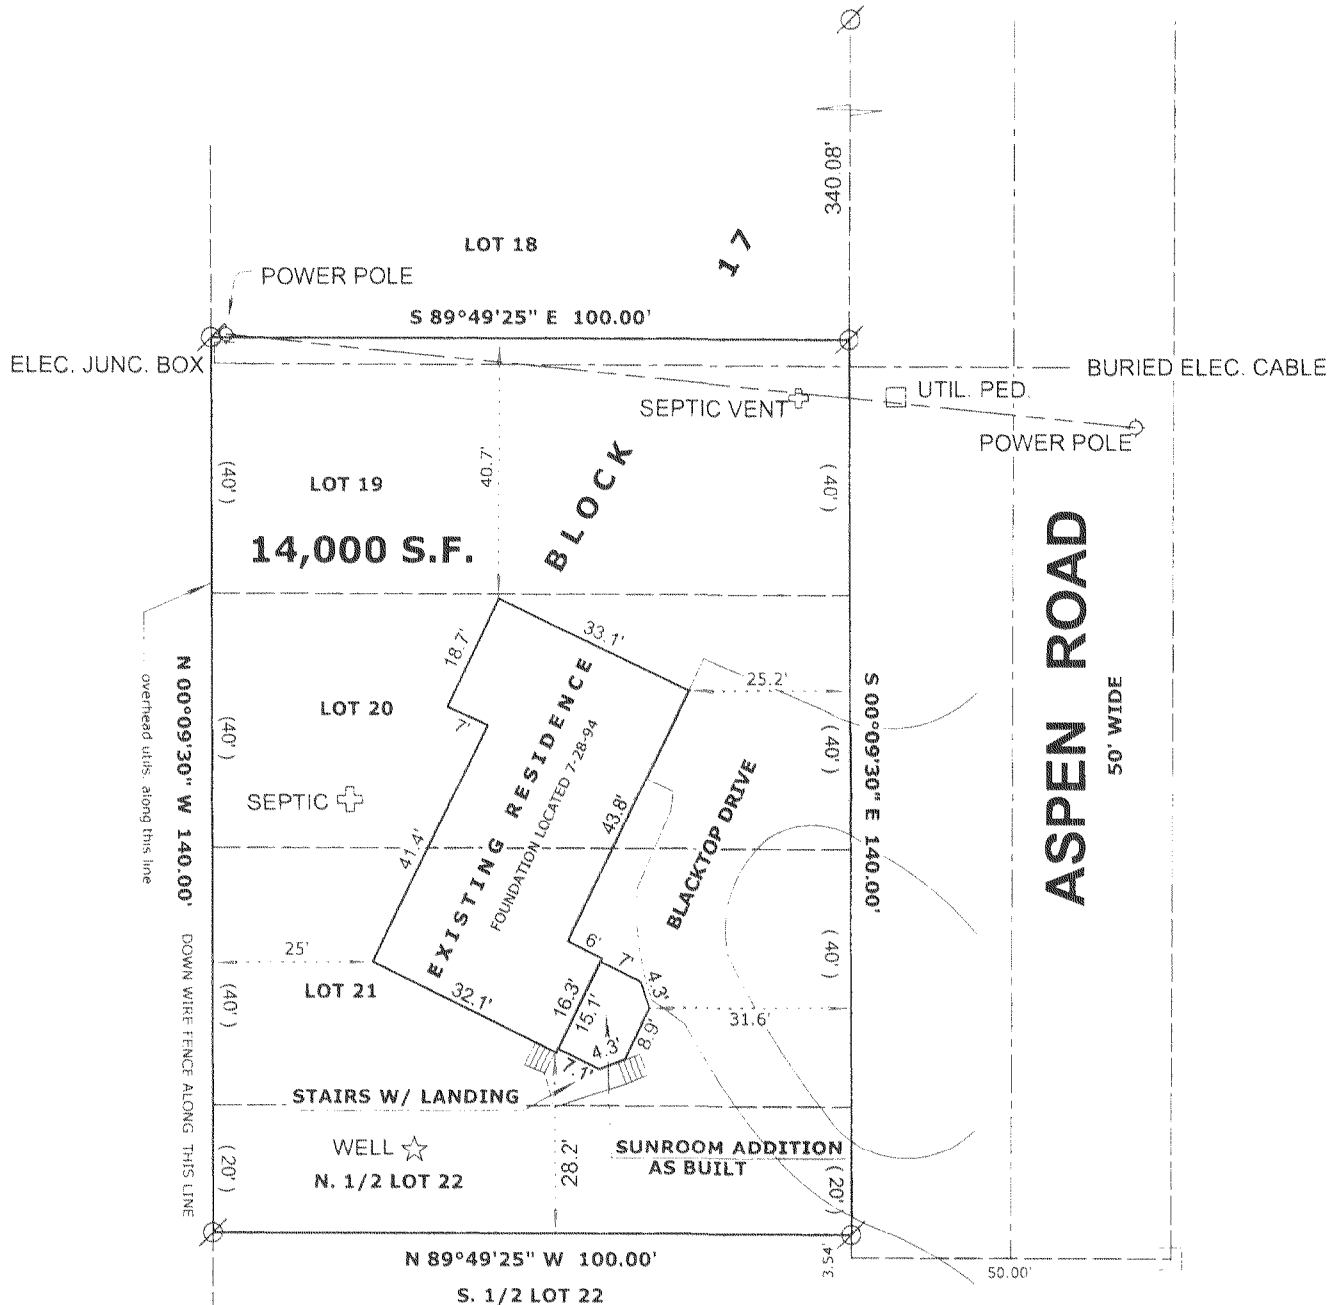 340.08'
17
LOT 18
POWER POLE
S 89°49'25" E 100.00'
ELEC. JUNC. BOX
BURIED ELEC. CABLE
UTIL. PED.
SEPTIC VENT
POWER POLE
40.7'
BLOCK
(40')
LOT 19
(40')
14,000 S.F.
ASPEN ROAD
50' WIDE
33.1'
18.7'
25.2'
N 00°09'30" W 140.00'
overhead utils. along this line
S 00°09'30" E 140.00'
LOT 20
7'
(40')
(40')
EXISTING RESIDENCE
FOUNDATION LOCATED 7-28-94
SEPTIC
43.8'
BLACKTOP DRIVE
41.4'
25'
6'
7'
4.3'
(40')
DOWN WIRE FENCE ALONG THIS LINE
LOT 21
(40')
32.1'
16.3'
15.1'
31.6'
8.9'
4.3'
7.1'
STAIRS W/ LANDING
WELL
28.2'
SUNROOM ADDITION
AS BUILT
(20')
N. 1/2 LOT 22
(20')
N 89°49'25" W 100.00'
3.54'
50.00'
S. 1/2 LOT 22